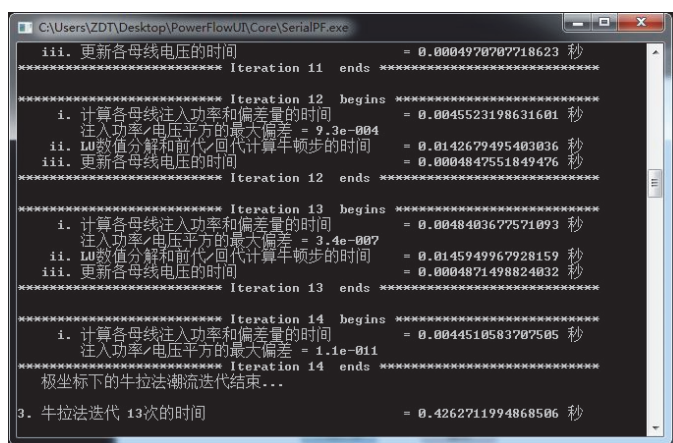 C:\Users\ZDT\Desktop\PowerFlowUI\Core\SerialPF.exe
iii. 更新各母线电压的时间 = 0.0004970707718623 秒
*************************** Iteration 11 ends ***************************
*************************** Iteration 12 begins ***************************
i. 计算各母线注入功率和偏差量的时间 = 0.0045523198631601 秒
注入功率/电压平方的最大偏差 = 9.3e-004
ii. LU数值分解和前代/回代计算牛顿步的时间 = 0.0142679495403036 秒
iii. 更新各母线电压的时间 = 0.0004847551849476 秒
*************************** Iteration 12 ends ***************************
*************************** Iteration 13 begins ***************************
i. 计算各母线注入功率和偏差量的时间 = 0.0048403677571093 秒
注入功率/电压平方的最大偏差 = 3.4e-007
ii. LU数值分解和前代/回代计算牛顿步的时间 = 0.0145949967928159 秒
iii. 更新各母线电压的时间 = 0.0004871498824032 秒
*************************** Iteration 13 ends ***************************
*************************** Iteration 14 begins ***************************
i. 计算各母线注入功率和偏差量的时间 = 0.0044510583707505 秒
注入功率/电压平方的最大偏差 = 1.1e-011
*************************** Iteration 14 ends ***************************
极坐标下的牛拉法潮流迭代结束...
3. 牛拉法迭代 13次的时间 = 0.4262711994868506 秒